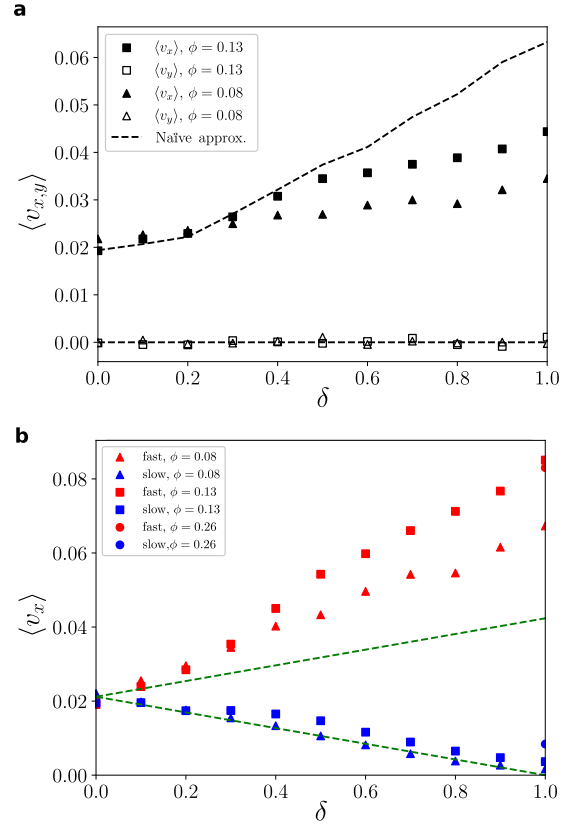 a
⟨v_x⟩, ϕ = 0.13
⟨v_y⟩, ϕ = 0.13
⟨v_x⟩, ϕ = 0.08
⟨v_y⟩, ϕ = 0.08
Naïve approx.
0.06
0.05
0.04
0.03
0.02
0.01
0.00
⟨v_{x,y}⟩
0.0 0.2 0.4 0.6 0.8 1.0
δ
b
fast, ϕ = 0.08
slow, ϕ = 0.08
fast, ϕ = 0.13
slow, ϕ = 0.13
fast, ϕ = 0.26
slow,ϕ = 0.26
0.08
0.06
0.04
0.02
0.00
⟨v_x⟩
0.0 0.2 0.4 0.6 0.8 1.0
δ